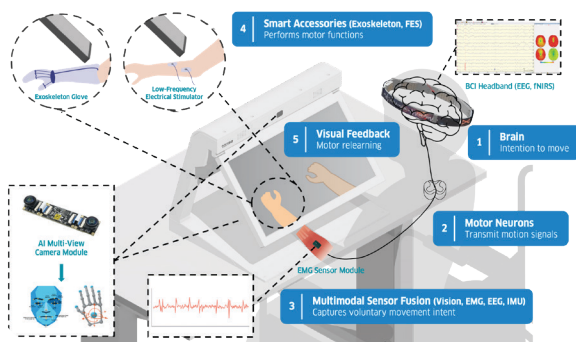 4 Smart Accessories (Exoskeleton, FES)
Performs motor functions
Exoskeleton Glove
Low-Frequency
Electrical Stimulator
BCI Headband (EEG, fNIRS)
5 Visual Feedback
Motor relearning
1 Brain
Intention to move
2 Motor Neurons
Transmit motion signals
AI Multi-View
Camera Module
EMG Sensor Module
3 Multimodal Sensor Fusion (Vision, EMG, EEG, IMU)
Captures voluntary movement intent